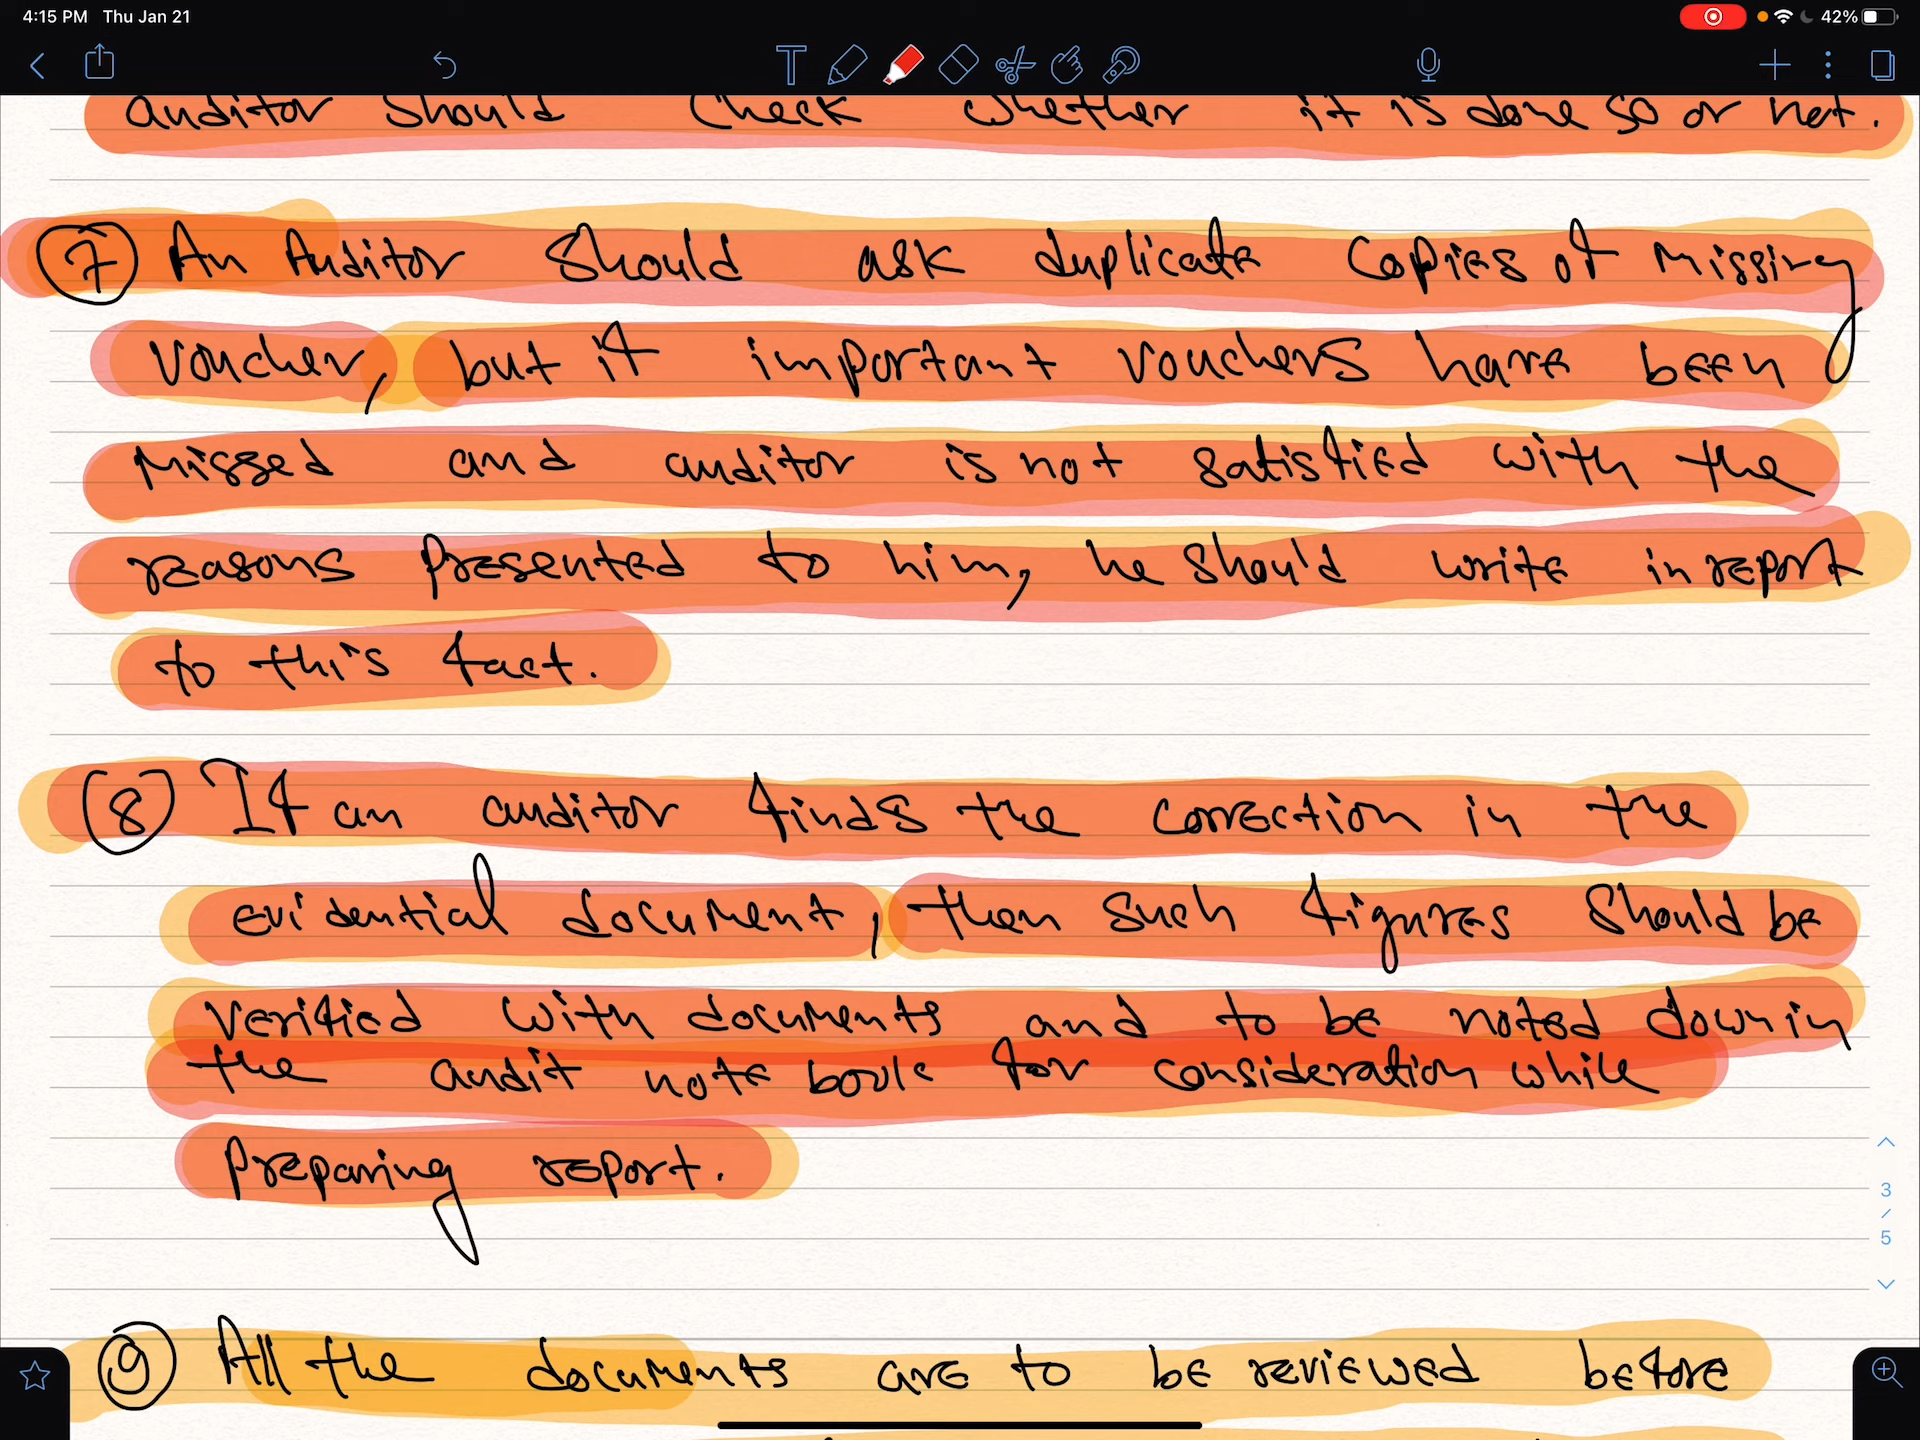 4:15 PM Thu Jan 21
42%
auditor should check whether it is done so or not.
7 An Auditor should ask duplicate copies of missing
voucher, but if important vouchers have been
missed and auditor is not satisfied with the
reasons presented to him, he should write in report
to this fact.
8 If an auditor finds the correction in the
evidential document, then such figures should be
verified with documents and to be noted down in
the audit note book for consideration while
preparing report.
3
/
5
9 All the documents are to be reviewed before